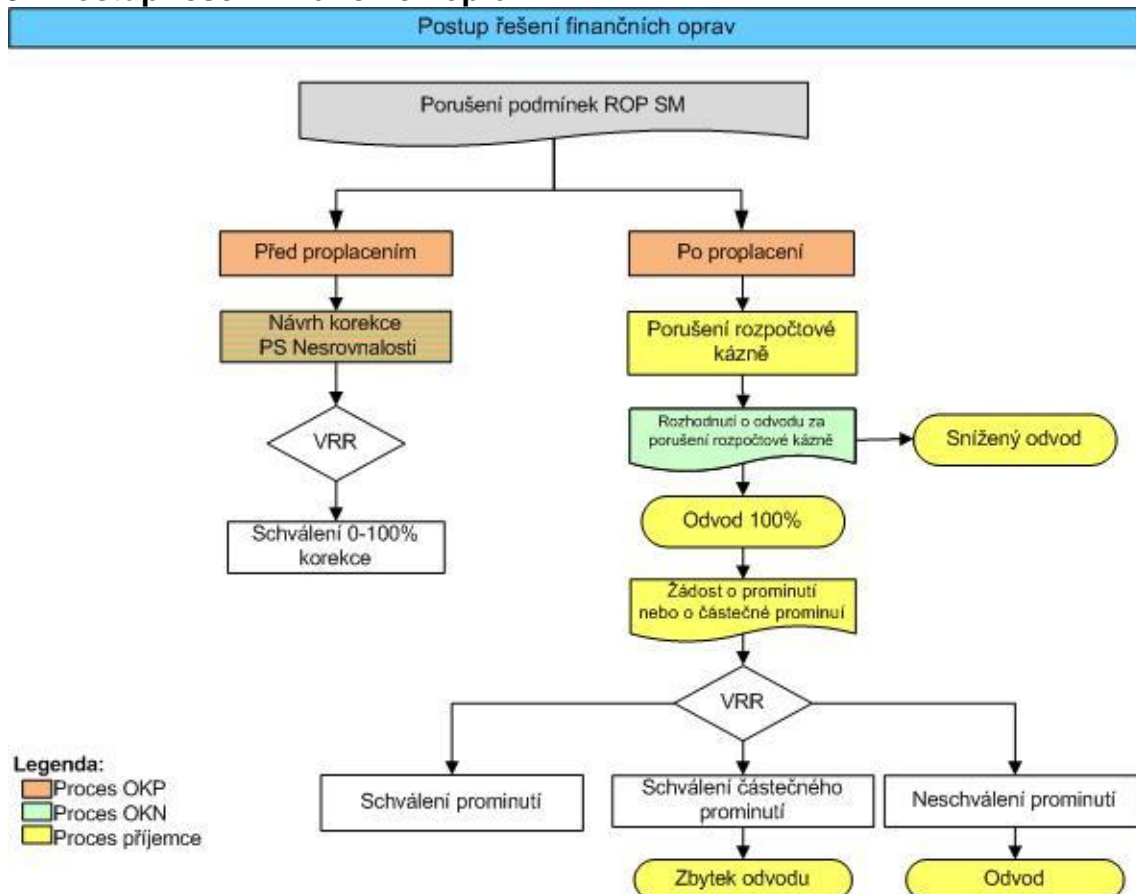 Postup řešení finančních oprav
Porušení podmínek ROP SM
Před proplacením
Po proplacení
Návrh korekce
PS Nesrovnalosti
Porušení rozpočtové
kázně
VRR
Rozhodnutí o odvodu za
porušení rozpočtové kázně
Snížený odvod
Schválení 0-100%
korekce
Odvod 100%
Žádost o prominutí
nebo o částečné prominuí
VRR
Legenda:
Proces OKP
Proces OKN
Proces příjemce
Schválení prominutí
Schválení částečného
prominutí
Neschválení prominutí
Zbytek odvodu
Odvod